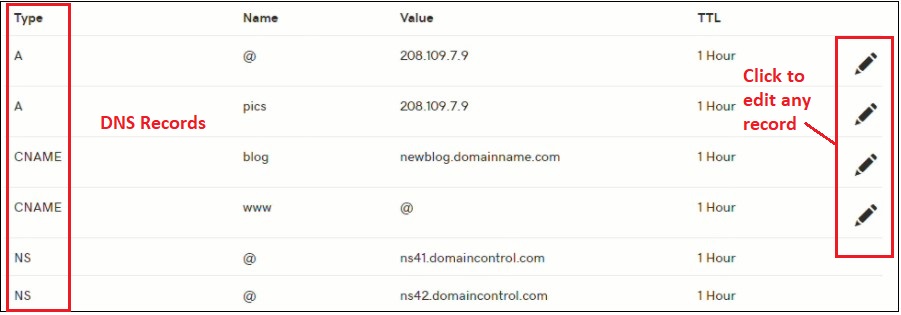 Type Name Value TTL
A @ 208.109.7.9 1 Hour
A pics 208.109.7.9 1 Hour
CNAME blog newblog.domainname.com 1 Hour
CNAME www @ 1 Hour
NS @ ns41.domaincontrol.com 1 Hour
NS @ ns42.domaincontrol.com 1 Hour
DNS Records
Click to
edit any
record